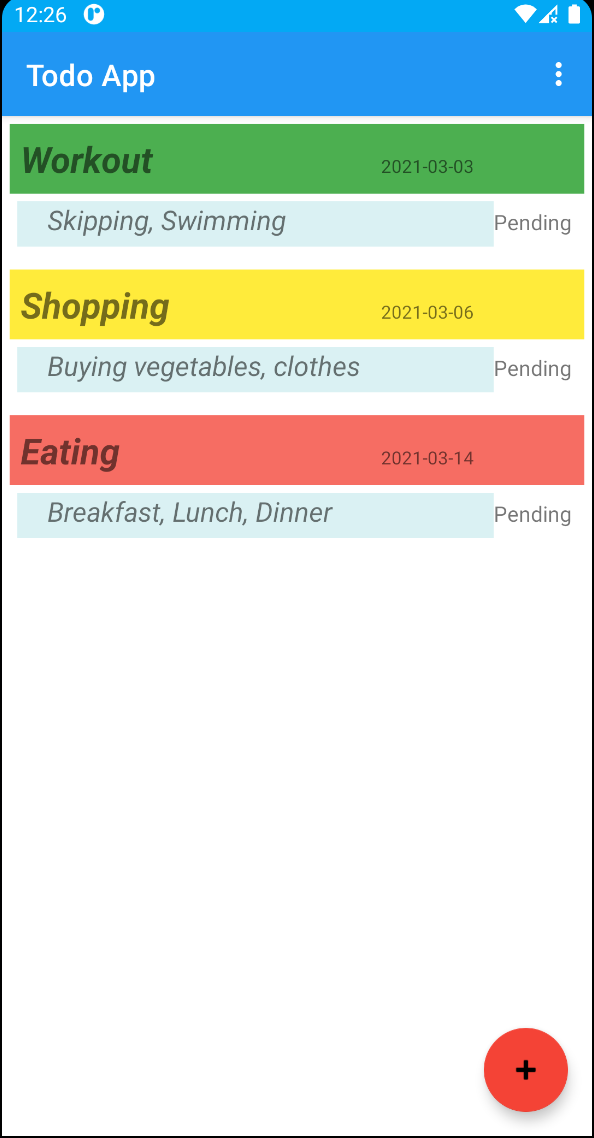 12:26
Todo App
Workout 2021-03-03
Skipping, Swimming Pending
Shopping 2021-03-06
Buying vegetables, clothes Pending
Eating 2021-03-14
Breakfast, Lunch, Dinner Pending
+